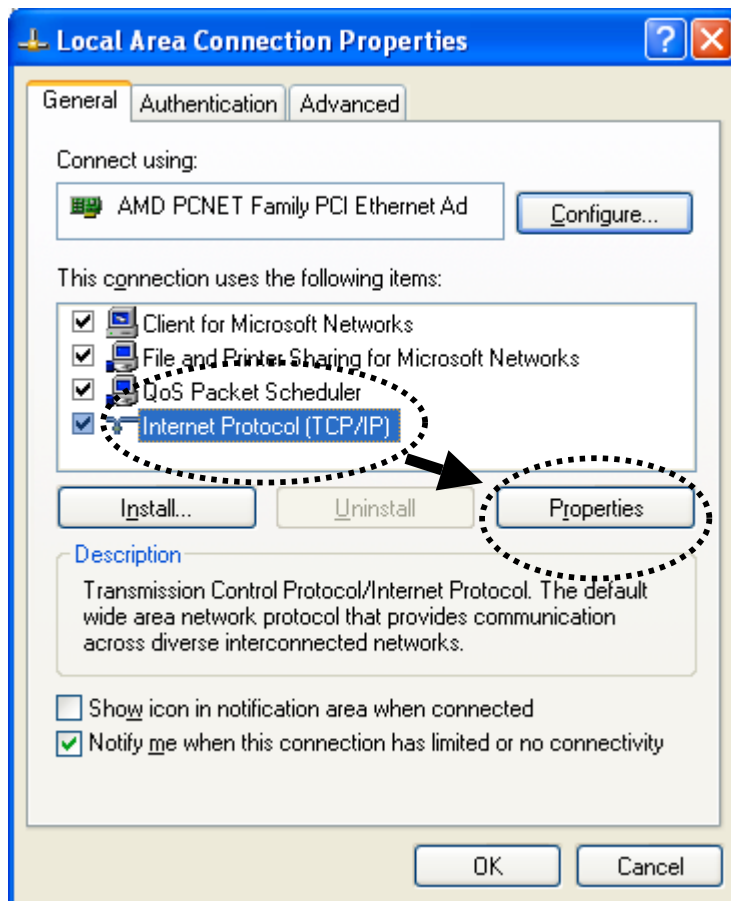 Local Area Connection Properties
General Authentication Advanced
Connect using:
AMD PCNET Family PCI Ethernet Ad
Configure...
This connection uses the following items:
Client for Microsoft Networks
File and Printer Sharing for Microsoft Networks
QoS Packet Scheduler
Internet Protocol (TCP/IP)
Install... Uninstall Properties
Description
Transmission Control Protocol/Internet Protocol. The default
wide area network protocol that provides communication
across diverse interconnected networks.
Show icon in notification area when connected
Notify me when this connection has limited or no connectivity
OK Cancel